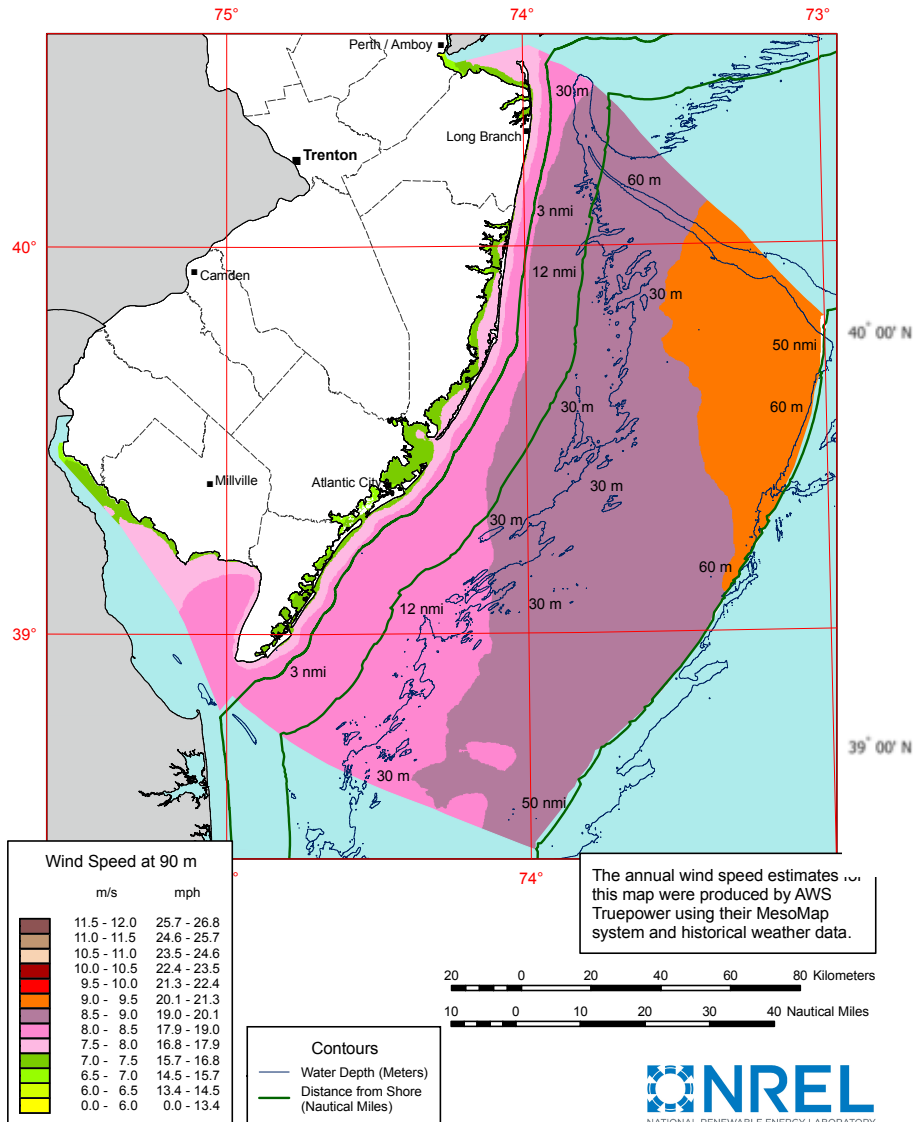 75°
74°
73°
Perth / Amboy
30 m
Long Branch
Trenton
60 m
3 nmi
40°
Camden
12 nmi
30 m
40° 00' N
50 nmi
30 m
60 m
Millville
Atlantic City
30 m
30 m
60 m
30 m
12 nmi
39°
3 nmi
39° 00' N
30 m
50 nmi
74°
Wind Speed at 90 m
m/s mph
11.5 - 12.0 25.7 - 26.8
11.0 - 11.5 24.6 - 25.7
10.5 - 11.0 23.5 - 24.6
10.0 - 10.5 22.4 - 23.5
9.5 - 10.0 21.3 - 22.4
9.0 - 9.5 20.1 - 21.3
8.5 - 9.0 19.0 - 20.1
8.0 - 8.5 17.9 - 19.0
7.5 - 8.0 16.8 - 17.9
7.0 - 7.5 15.7 - 16.8
6.5 - 7.0 14.5 - 15.7
6.0 - 6.5 13.4 - 14.5
0.0 - 6.0 0.0 - 13.4
The annual wind speed estimates for
this map were produced by AWS
Truepower using their MesoMap
system and historical weather data.
20 0 20 40 60 80 Kilometers
10 0 10 20 30 40 Nautical Miles
Contours
Water Depth (Meters)
Distance from Shore
(Nautical Miles)
NREL
NATIONAL RENEWABLE ENERGY LABORATORY